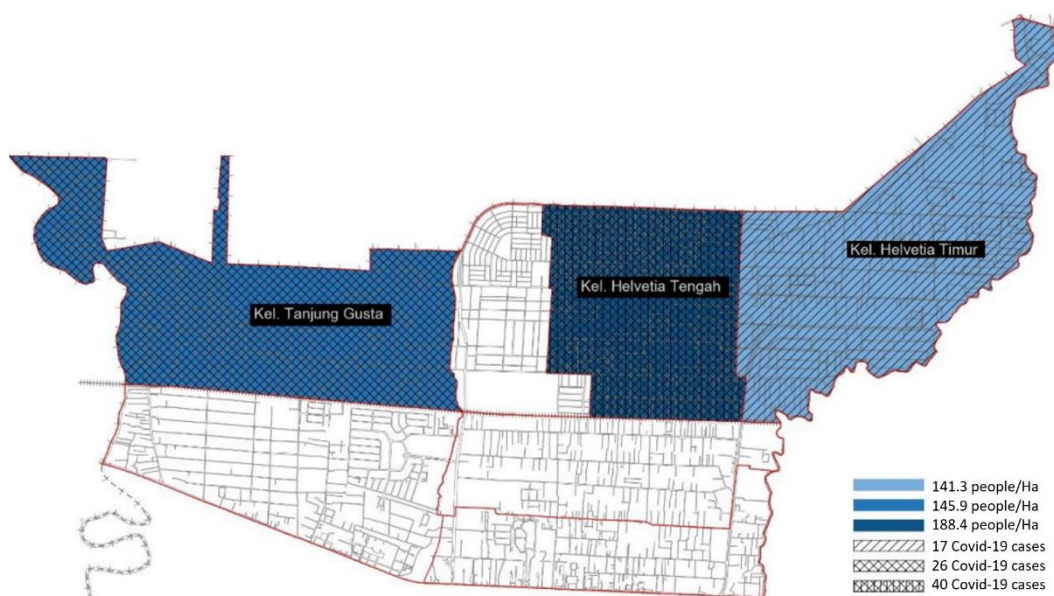 Kel. Helvetia Timur
Kel. Helvetia Tengah
Kel. Tanjung Gusta
141.3 people/Ha
145.9 people/Ha
188.4 people/Ha
17 Covid-19 cases
26 Covid-19 cases
40 Covid-19 cases